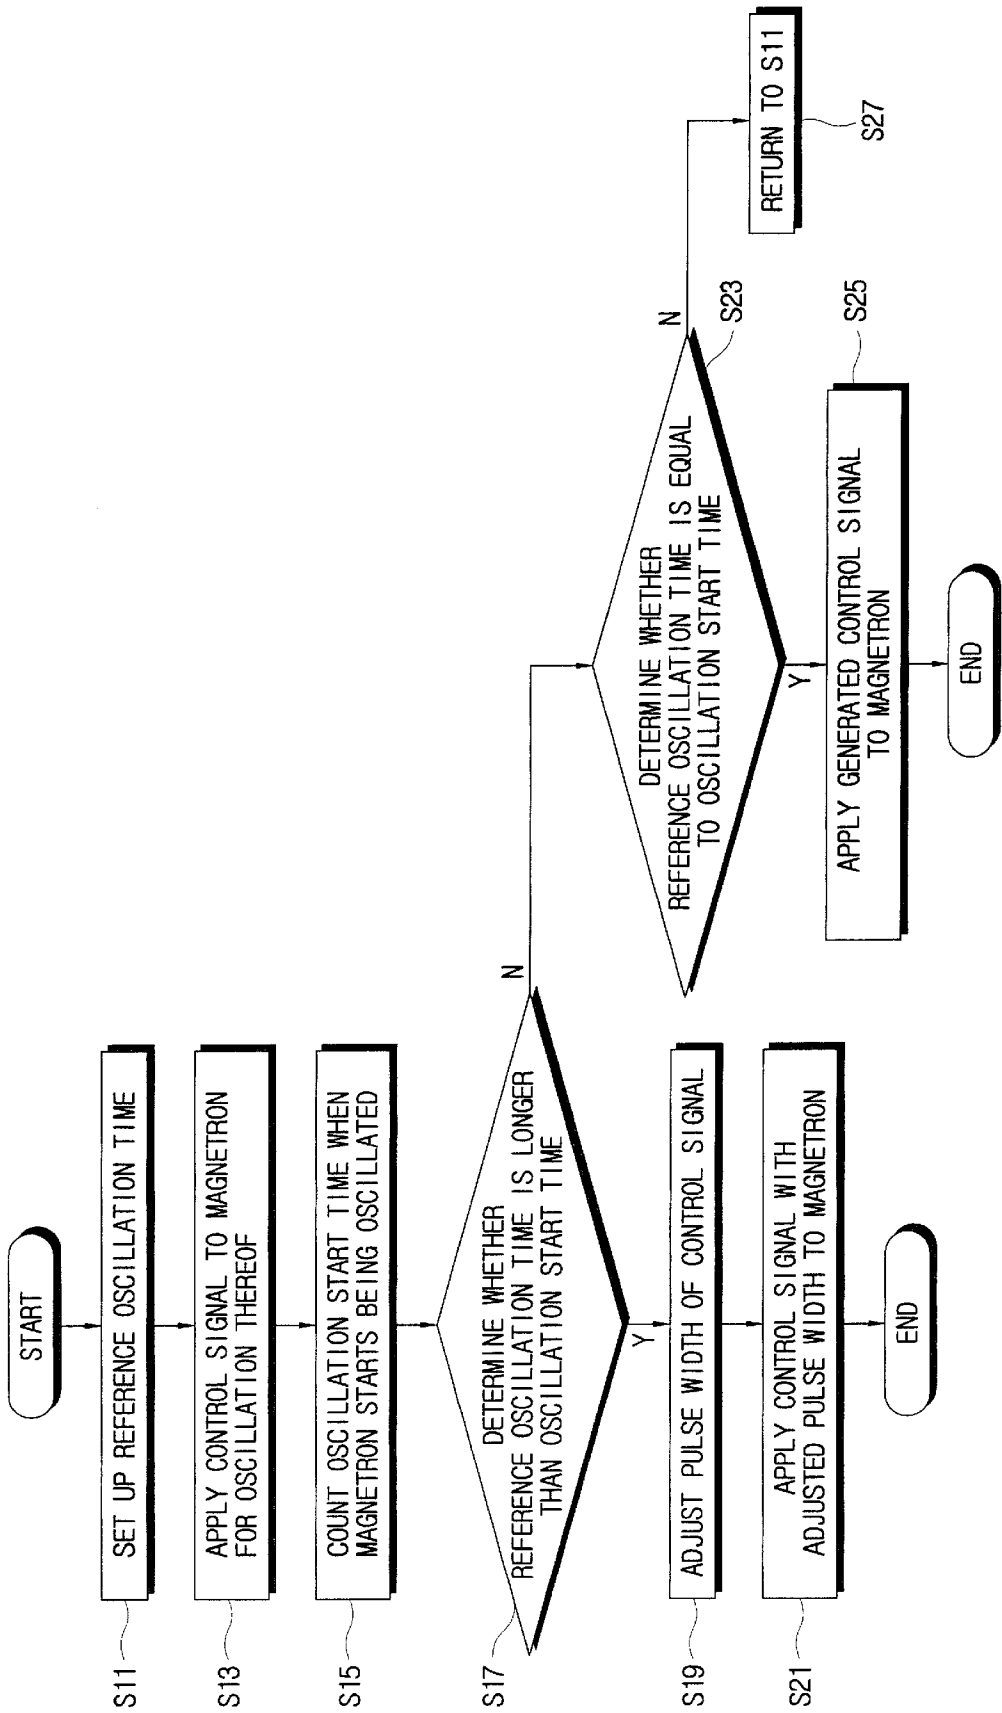 START
S11
SET UP REFERENCE OSCILLATION TIME
S13
APPLY CONTROL SIGNAL TO MAGNETRON
FOR OSCILLATION THEREOF
S15
COUNT OSCILLATION START TIME WHEN
MAGNETRON STARTS BEING OSCILLATED
S17
DETERMINE WHETHER
REFERENCE OSCILLATION TIME IS LONGER
THAN OSCILLATION START TIME
N
Y
S19
ADJUST PULSE WIDTH OF CONTROL SIGNAL
S21
APPLY CONTROL SIGNAL WITH
ADJUSTED PULSE WIDTH TO MAGNETRON
END
DETERMINE WHETHER
REFERENCE OSCILLATION TIME IS EQUAL
TO OSCILLATION START TIME
S23
N
Y
APPLY GENERATED CONTROL SIGNAL
TO MAGNETRON
S25
END
RETURN TO S11
S27